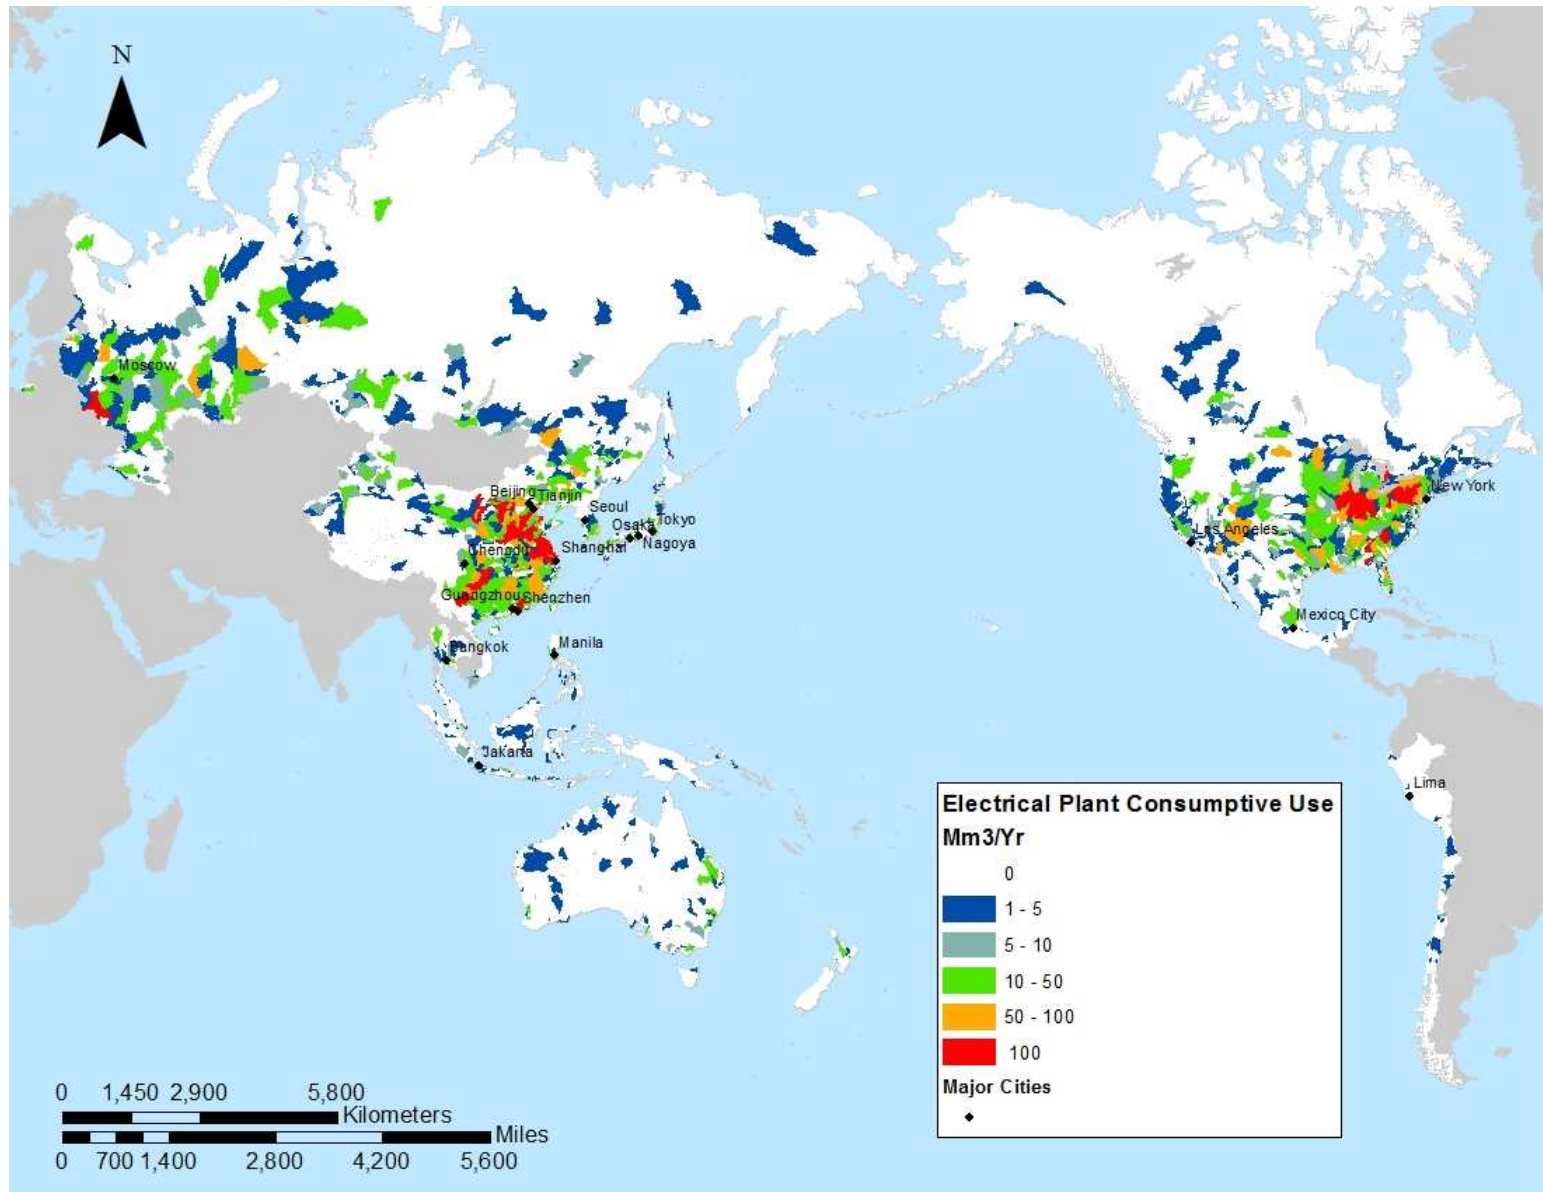 N
Moscow
Beijing
Tianjin
Seoul
Tokyo
Osaka
Nagoya
Chengdu
Shanghai
Guangzhou
Shenzhen
Bangkok
Manila
Jakarta
New York
Los Angeles
Mexico City
Lima
Electrical Plant Consumptive Use
Mm3/Yr
0
1 - 5
5 - 10
10 - 50
50 - 100
100
Major Cities
0 1,450 2,900 5,800
Kilometers
Miles
0 700 1,400 2,800 4,200 5,600